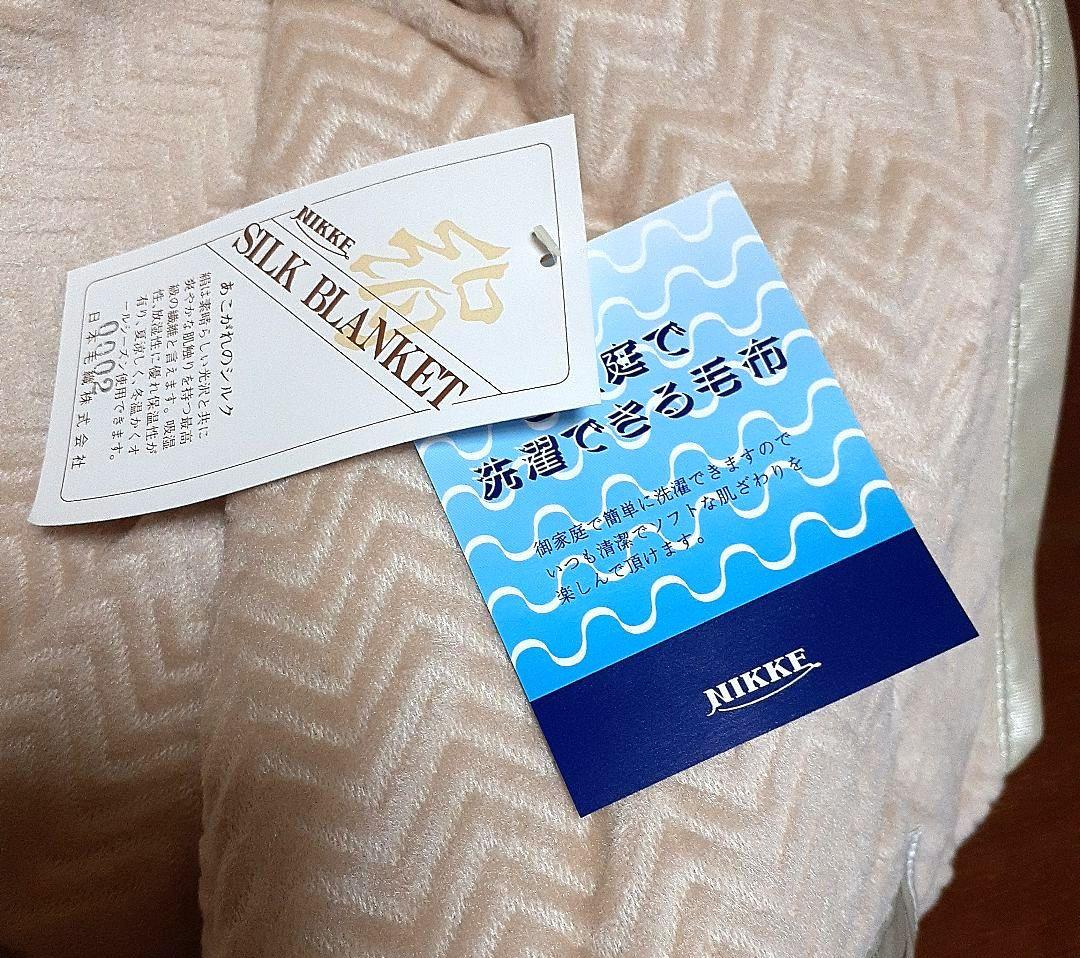 NIKKE
SILK BLANKET
絹
あこがれのシルク
絹は素晴らしい光沢と共に
爽やかな肌触りを持つ最高
級の繊維と言えます。吸湿
性、放湿性に優れ保温性が
有り、夏涼しく、冬温かくオ
ールシーズン使用できます。
0002
日本毛織株式会社
庭で
洗濯できる毛布
御家庭で簡単に洗濯できますので
いつも清潔でソフトな肌ざわりを
楽しんで頂けます。
NIKKE